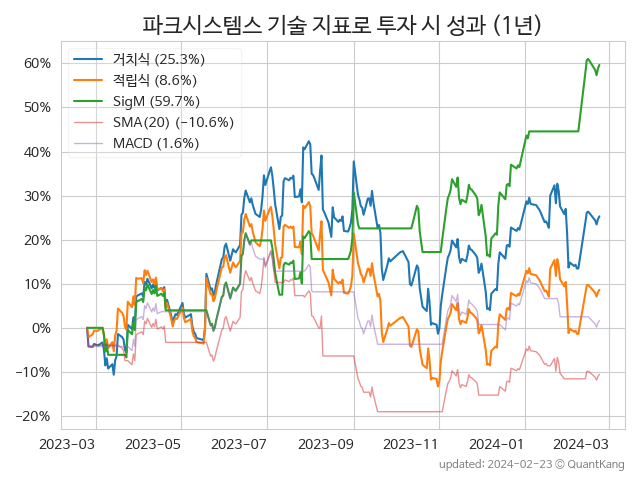 파크시스템스 기술 지표로 투자 시 성과 (1년)
거치식 (25.3%)
적립식 (8.6%)
SigM (59.7%)
SMA(20) (−10.6%)
MACD (1.6%)
60%
50%
40%
30%
20%
10%
0%
−10%
−20%
2023-03 2023-05 2023-07 2023-09 2023-11 2024-01 2024-03
updated: 2024-02-23 © QuantKang